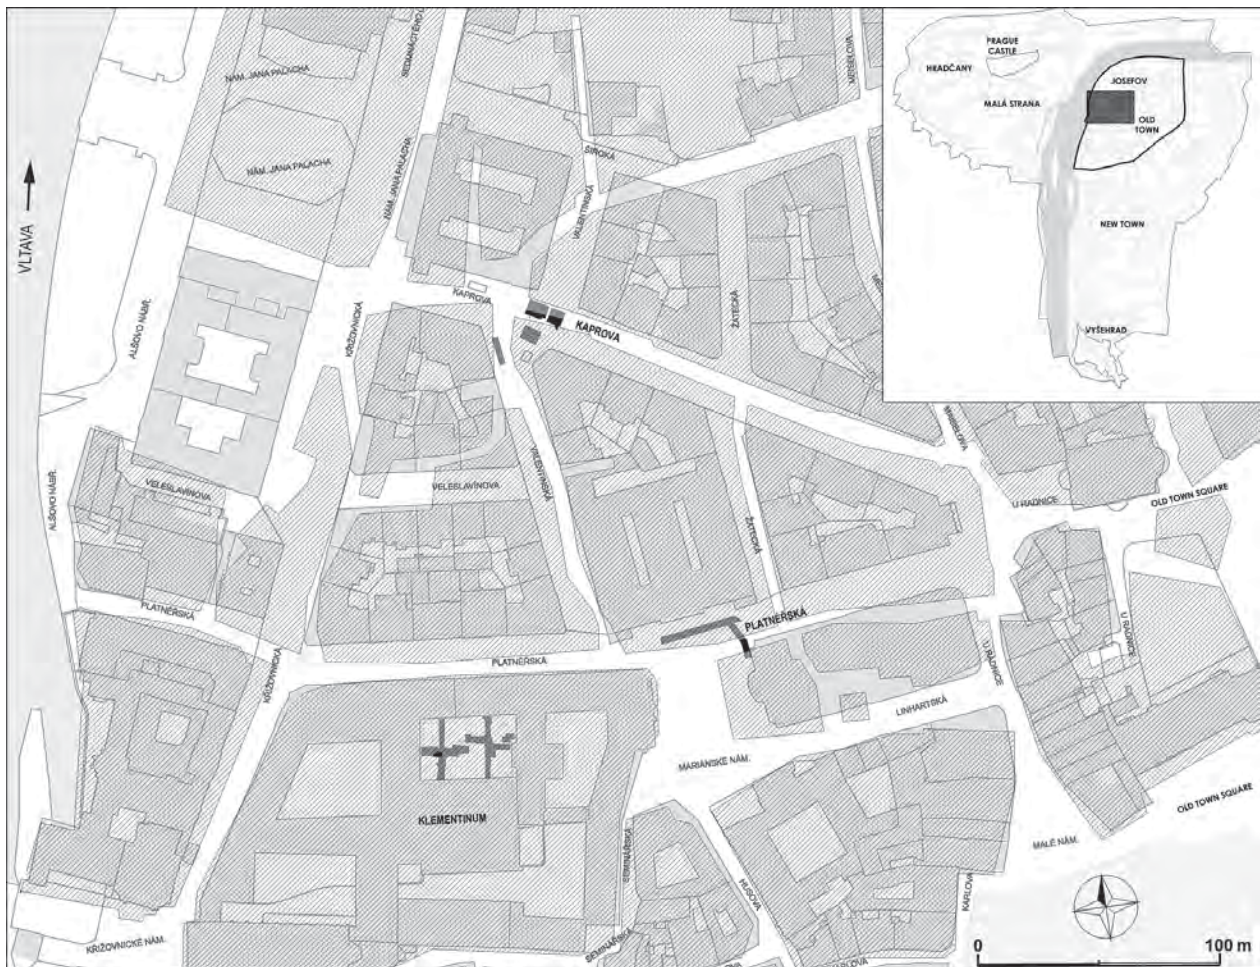 NÁM. JANA PALACHA
NÁM. JANA PALACHA
NÁM. JANA PALACHA
MEISELOVA
ŠIROKÁ
VALENTINSKÁ
VLTAVA
ALŠOVO NÁBŘ.
KŘIŽOVNICKÁ
KAPROVA
KAPROVA
ŽATECKÁ
PRAGUE
CASTLE
HRADČANY
MALÁ STRANA
JOSEFOV
OLD
TOWN
NEW TOWN
VYŠEHRAD
ALŠOVO NÁBŘ.
VELESLAVÍNOVA
VELESLAVÍNOVA
VALENTINSKÁ
ŽATECKÁ
U RADNICE
OLD TOWN SQUARE
PLATNÉŘSKÁ
PLATNÉŘSKÁ
PLATNÉŘSKÁ
KŘIŽOVNICKÁ
U RADNICE
U RADNICE
LINHARTSKÁ
MARIÁNSKÉ NÁM.
KLEMENTINUM
SEMINÁŘSKÁ
HUSOVA
MALÉ NÁM.
OLD TOWN SQUARE
KARLOVA
KŘIŽOVNICKÉ NÁM.
SEMINÁŘSKÁ
0
100 m